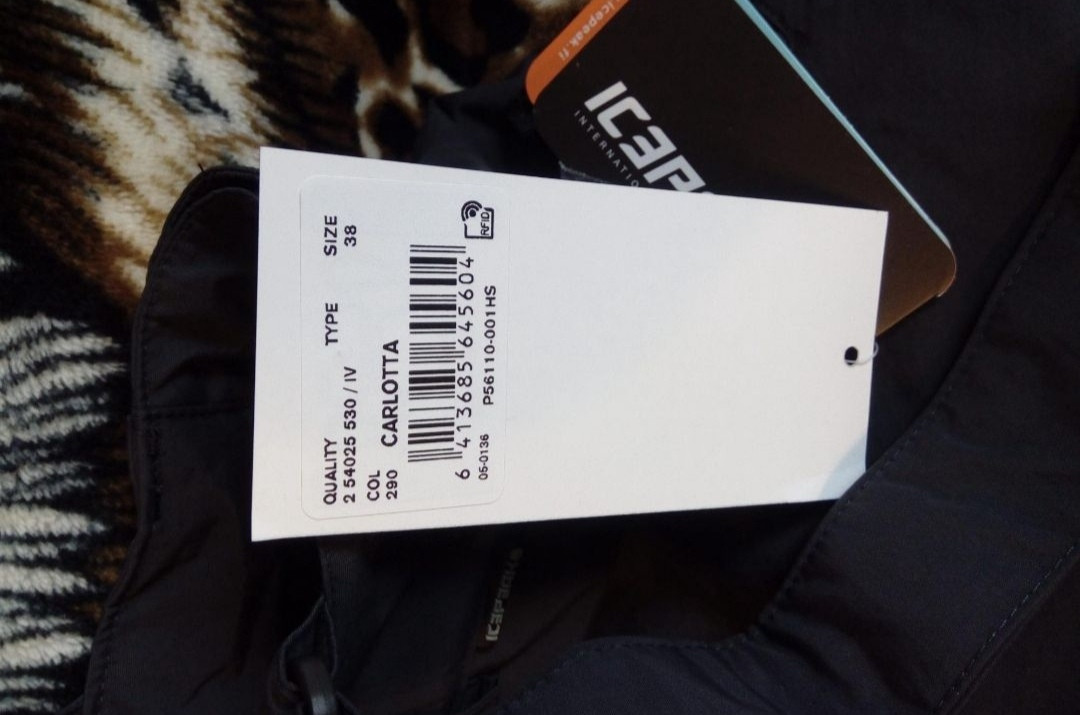 icepeak.fi
ICEP
INTERNATIO
QUALITY TYPE SIZE
2 54025 530 / IV 38
COL
290 CARLOTTA
6 413685 645604
RFID
05-0136 P56110-001HS
ICEPEAK